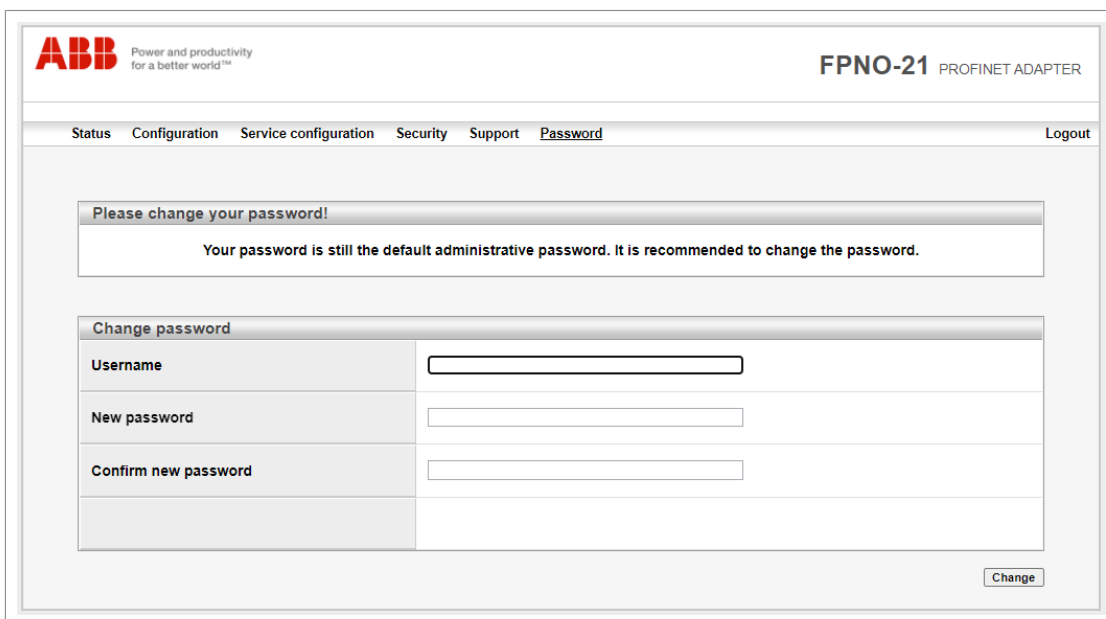 ABB
Power and productivity
for a better world™
FPNO-21 PROFINET ADAPTER
Status Configuration Service configuration Security Support Password Logout
Please change your password!
Your password is still the default administrative password. It is recommended to change the password.
Change password
Username
New password
Confirm new password
Change